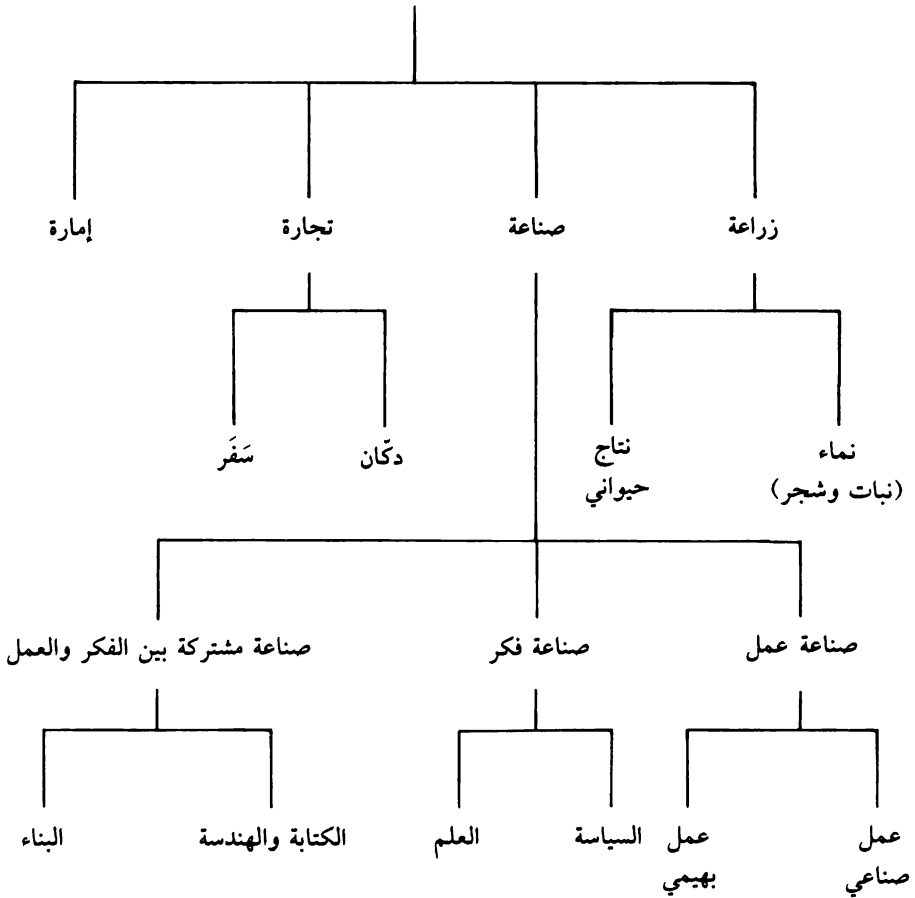 زراعة
صناعة
تجارة
إمارة
نماء
(نبات وشجر)
نتاج
حيواني
دكّان
سَفَر
صناعة عمل
صناعة فكر
صناعة مشتركة بين الفكر والعمل
عمل
صناعي
عمل
بهيمي
السياسة
العلم
الكتابة والهندسة
البناء